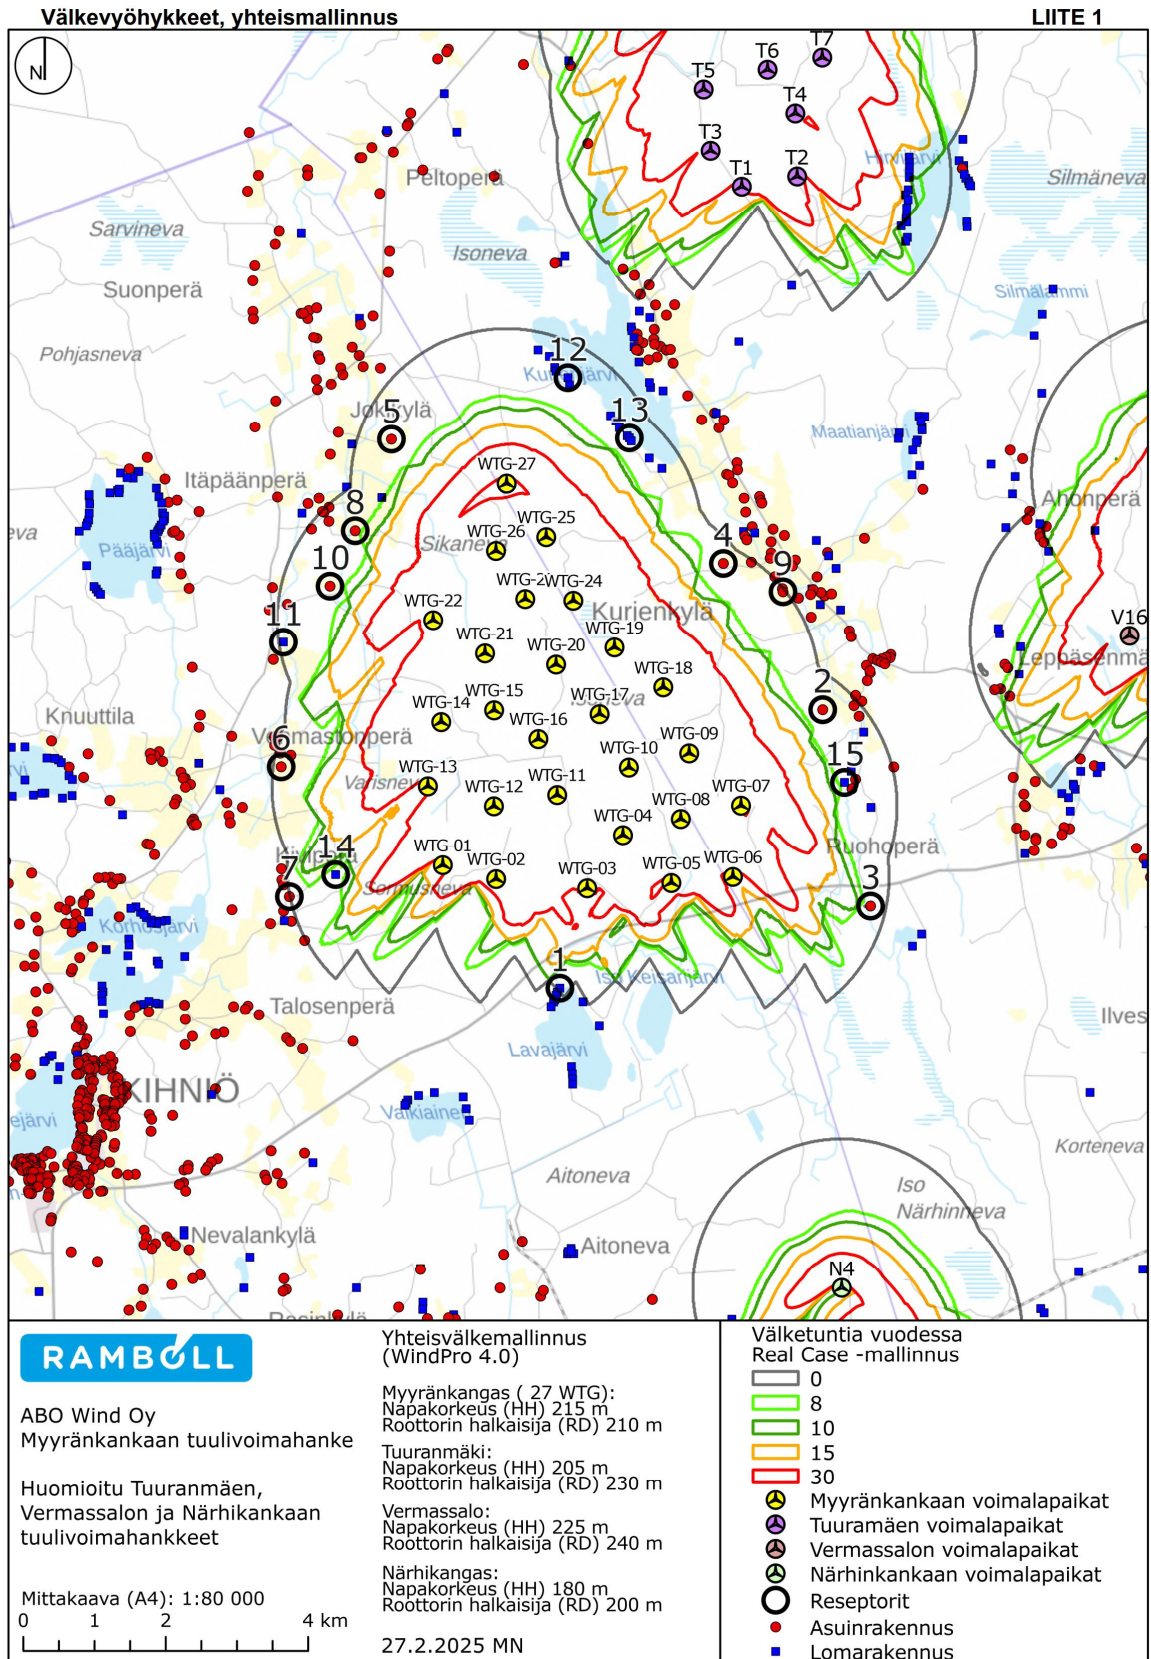 Välkevyöhykkeet, yhteismallinnus
LIITE 1
N
T7
T6
T5
T4
T3
T2
T1
Hirvijärvi
Peltoperä
Silmäneva
Sarvineva
Isoneva
Suonperä
Silmälammi
Pohjasneva
12
13
5
Jokikylä
Maatianjärvi
WTG-27
Itäpäänperä
Ahonperä
8
WTG-25
WTG-26
eva
Sikaneva
Pääjärvi
4
9
10
WTG-24
WTG-22
Kurjenkylä
11
V16
WTG-19
WTG-21
WTG-20
Leppäsenmä
WTG-18
2
WTG-15
WTG-17
WTG-14
Knuuttila
WTG-16
6
WTG-09
WTG-10
15
rvi
Varisneva
WTG-13
WTG-11
WTG-12
WTG-07
WTG-08
WTG-04
Ruohoperä
14
WTG 01
WTG-02
WTG-03
WTG-05
WTG-06
7
Sormusneva
3
Korhosjärvi
1
Iso Keisarjärvi
Talosenperä
Ilves
Lavajärvi
KIHNIÖ
ejärvi
Valkiainen
Korteneva
Aitoneva
Iso
Närhinneva
Nevalankylä
Aitoneva
N4
RAMBOLL
ABO Wind Oy
Myyränkankaan tuulivoimahanke
Huomioitu Tuuranmäen,
Vermassalon ja Närhikankaan
tuulivoimahankkeet
Mittakaava (A4): 1:80 000
0 1 2 4 km
Yhteisvälkemallinnus
(WindPro 4.0)
Myyränkangas ( 27 WTG):
Napakorkeus (HH) 215 m
Roottorin halkaisija (RD) 210 m
Tuuranmäki:
Napakorkeus (HH) 205 m
Roottorin halkaisija (RD) 230 m
Vermassalo:
Napakorkeus (HH) 225 m
Roottorin halkaisija (RD) 240 m
Närhikangas:
Napakorkeus (HH) 180 m
Roottorin halkaisija (RD) 200 m
27.2.2025 MN
Välketuntia vuodessa
Real Case -mallinnus
0
8
10
15
30
Myyränkankaan voimalapaikat
Tuuramäen voimalapaikat
Vermassalon voimalapaikat
Närhinkankaan voimalapaikat
Reseptorit
Asuinrakennus
Lomarakennus